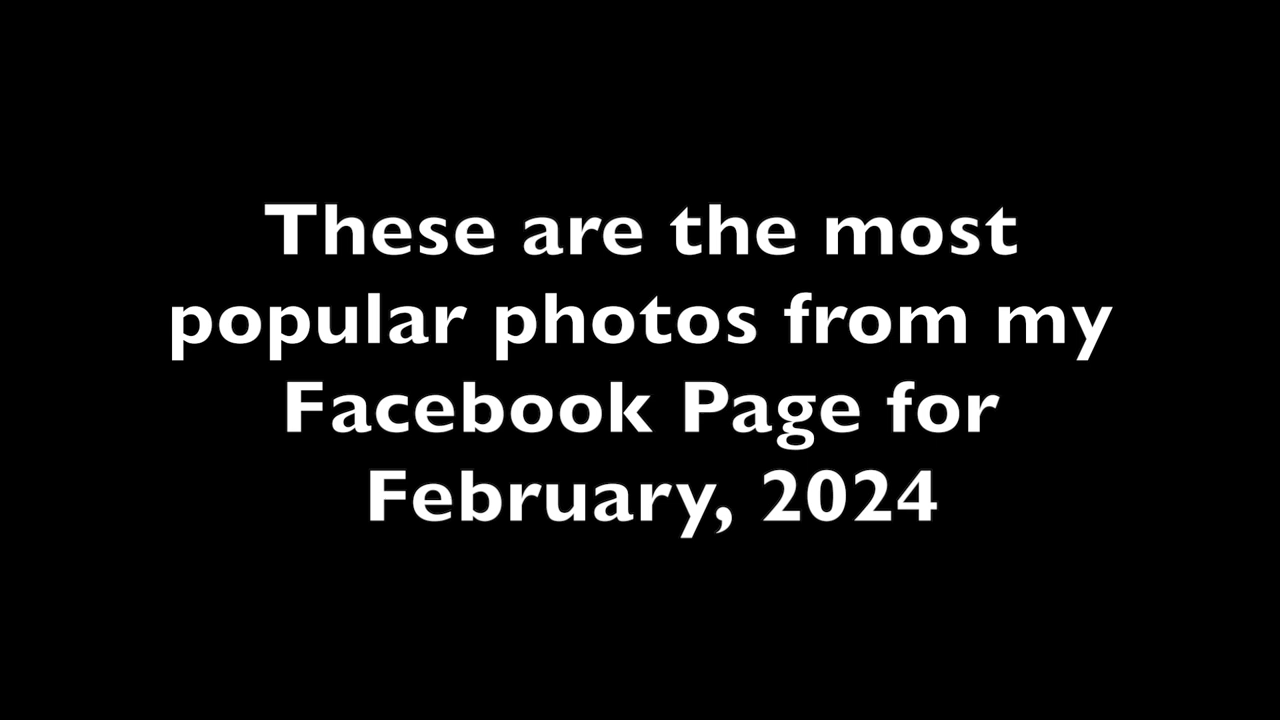 These are the most
popular photos from my
Facebook Page for
February, 2024